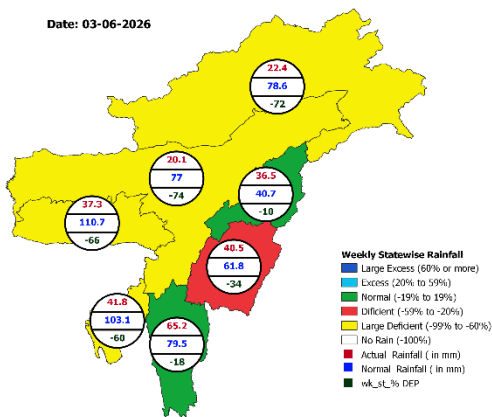 Date: 03-06-2026
22.4
78.6
-72
20.1
77
-74
36.5
40.7
-10
37.3
110.7
-66
40.5
61.8
-34
41.8
103.1
-60
65.2
79.5
-18
Weekly Statewise Rainfall
Large Excess (60% or more)
Excess (20% to 59%)
Normal (-19% to 19%)
Dificient (-59% to -20%)
Large Deficient (-99% to -60%)
No Rain (-100%)
Actual Rainfall ( in mm)
Normal Rainfall ( in mm)
wk_st_% DEP